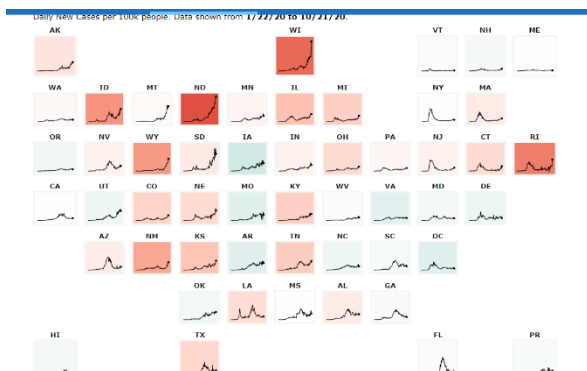 Daily New Cases per 100k people. Data shown from 1/22/20 to 10/21/20.
AK WI VT NH ME
WA ID MT ND MN IL MI NY MA
OR NV WY SD IA IN OH PA NJ CT RI
CA UT CO NE MO KY WV VA MD DE
AZ NM KS AR TN NC SC DC
OK LA MS AL GA
HI TX FL PR